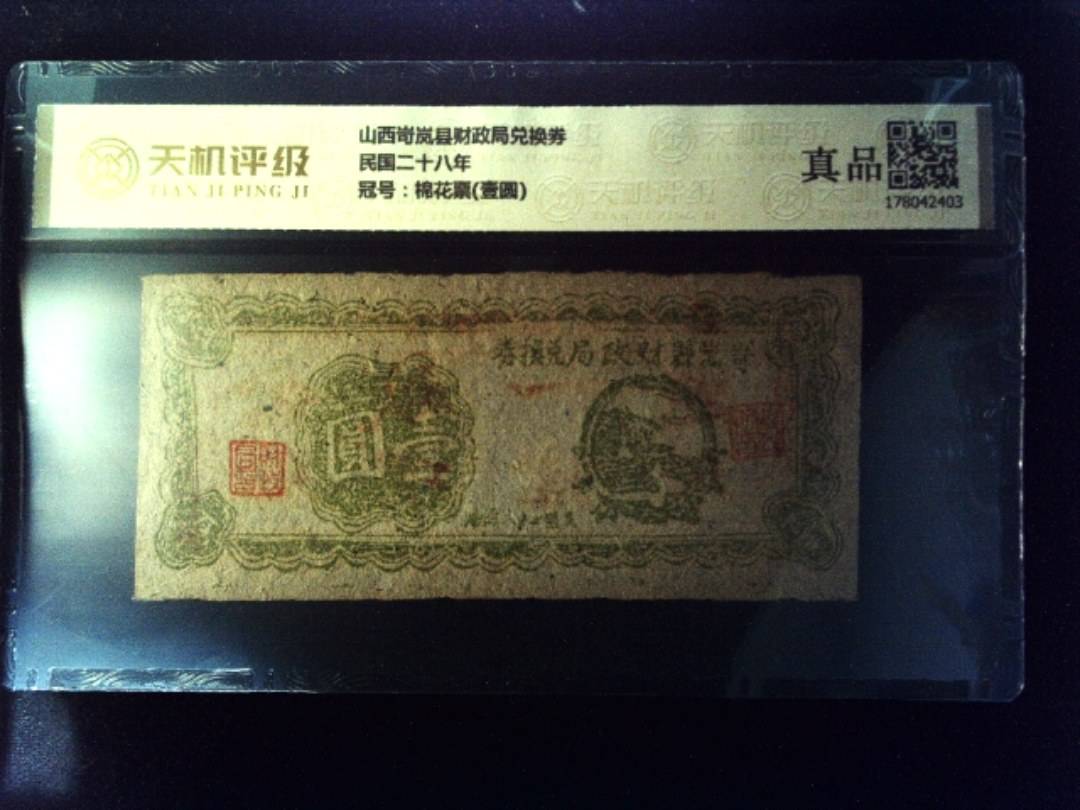 天机评级
TIAN JI PING JI
山西岢岚县财政局兑换券
民国二十八年
冠号：棉花票(壹圆)
真品
178042403
券换兑局政财縣岚岢
圓壹